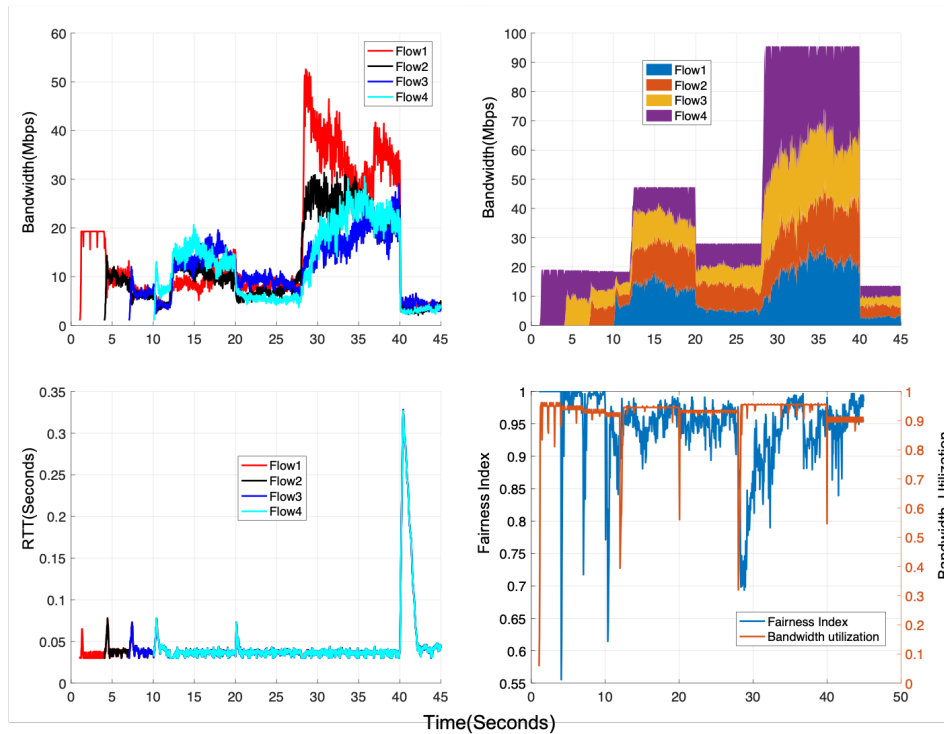 60
50
40
30
20
10
0
Bandwidth(Mbps)
Flow1
Flow2
Flow3
Flow4
0 5 10 15 20 25 30 35 40 45
100
90
80
70
60
50
40
30
20
10
0
Bandwidth(Mbps)
Flow1
Flow2
Flow3
Flow4
0 5 10 15 20 25 30 35 40 45
0.35
0.3
0.25
0.2
0.15
0.1
0.05
0
RTT(Seconds)
Flow1
Flow2
Flow3
Flow4
0 5 10 15 20 25 30 35 40 45
1
0.95
0.9
0.85
0.8
0.75
0.7
0.65
0.6
0.55
Fairness Index
Fairness Index
Bandwidth utilization
1
0.9
0.8
0.7
0.6
0.5
0.4
0.3
0.2
0.1
0
Bandwidth Utilization
0 10 20 30 40 50
Time(Seconds)